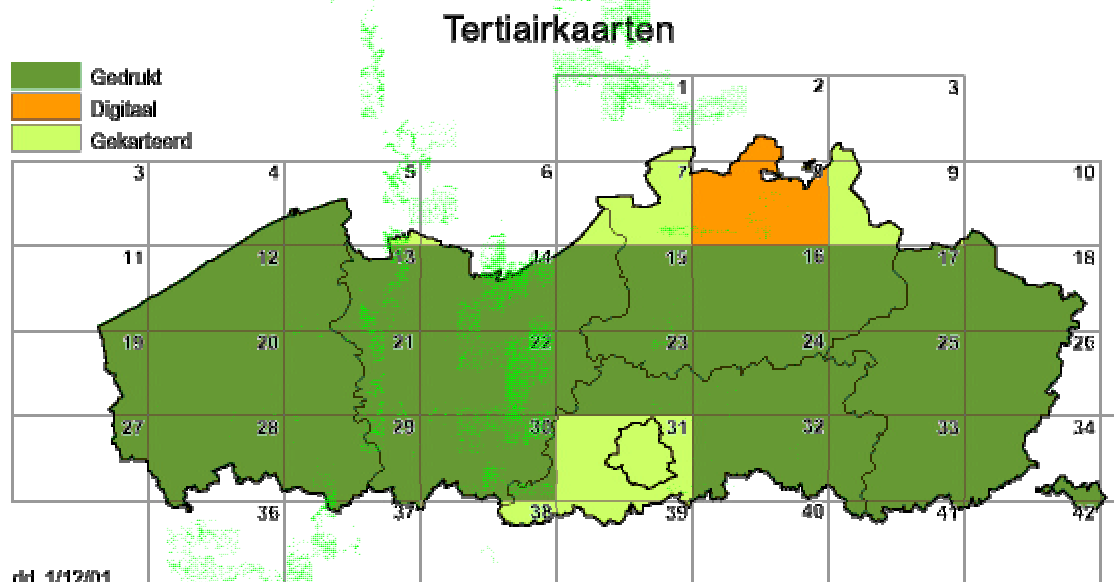 Tertiairkaarten
Gedrukt
Digitaal
Gekarteerd
1 2 3
3 4 5 6 7 8 9 10
11 12 13 14 15 16 17 18
19 20 21 22 23 24 25 26
27 28 29 30 31 32 33 34
36 37 38 39 40 41 42
dd. 1/12/01